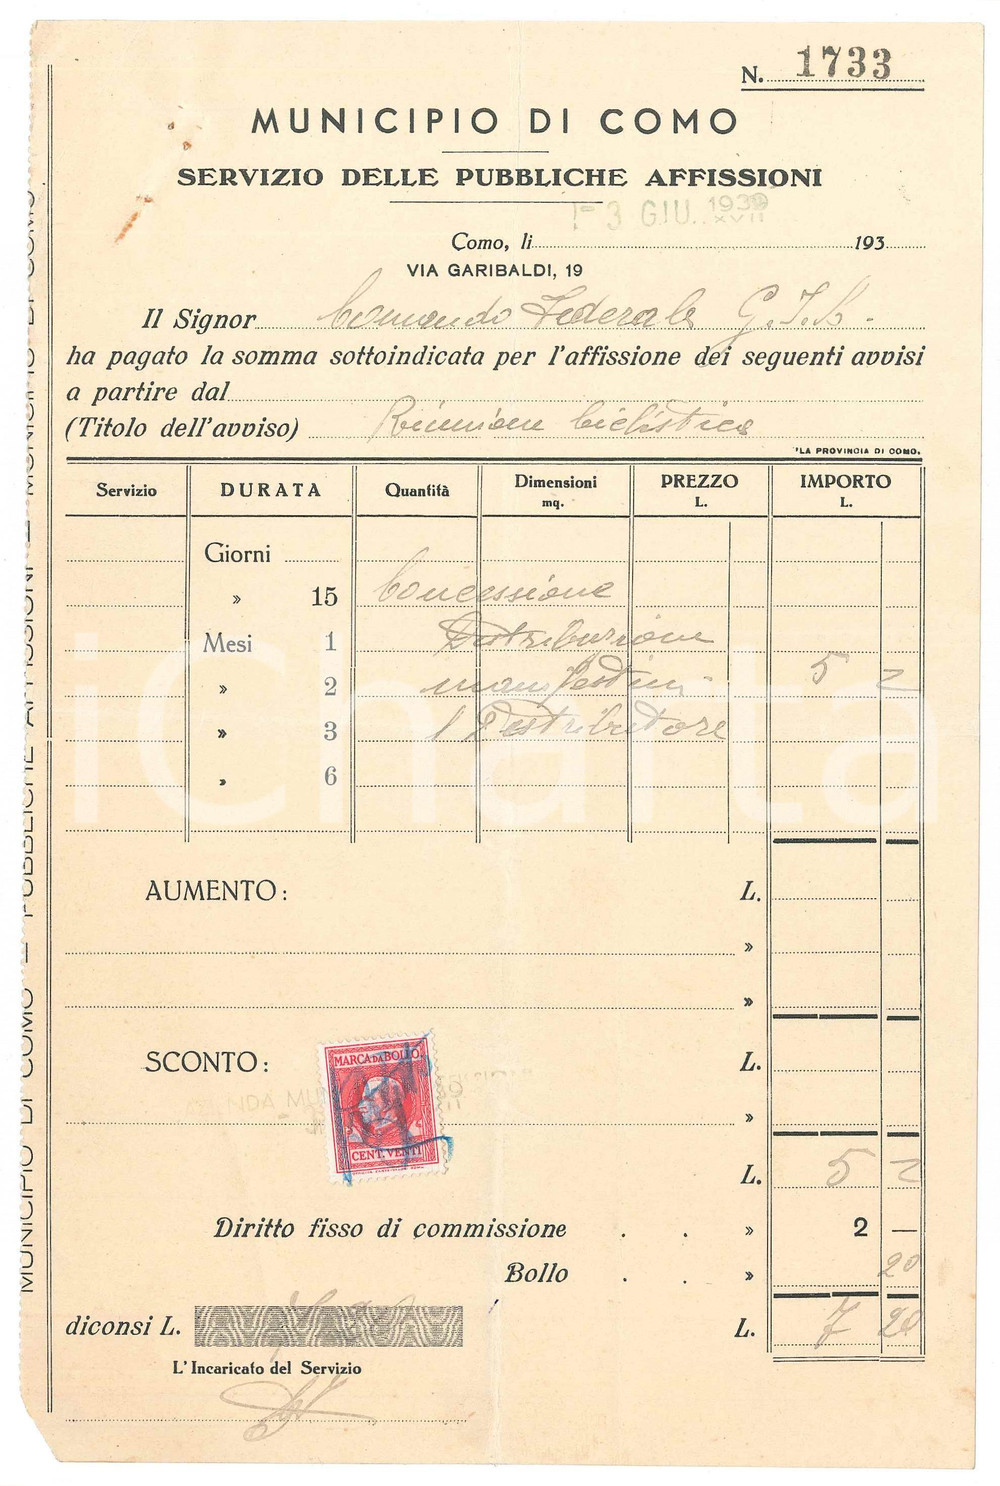 N. 1733
MUNICIPIO DI COMO
SERVIZIO DELLE PUBBLICHE AFFISSIONI
- 3 GIU. 1939
XVII
Como, li 193
VIA GARIBALDI, 19
Il Signor Comando Federale G.I.L.
ha pagato la somma sottoindicata per l'affissione dei seguenti avvisi
a partire dal
(Titolo dell'avviso) Riunione ciclistica
"LA PROVINCIA DI COMO„
Servizio DURATA Quantità Dimensioni mq. PREZZO L. IMPORTO L.
Giorni
» 15 Concessione
Mesi 1 Distribuzione
» 2 manifestini 5 -
» 3 1 Distributore
» 6
AUMENTO: L.
»
»
SCONTO: L.
»
MARCA DA BOLLO
CENT. VENTI
L. 5 -
Diritto fisso di commissione . . » 2 —
Bollo . . » 20
diconsi L. L. 7 20
L'Incaricato del Servizio
MUNICIPIO DI COMO — PUBBLICHE AFFISSIONI — MUNICIPIO DI COMO
iCharta